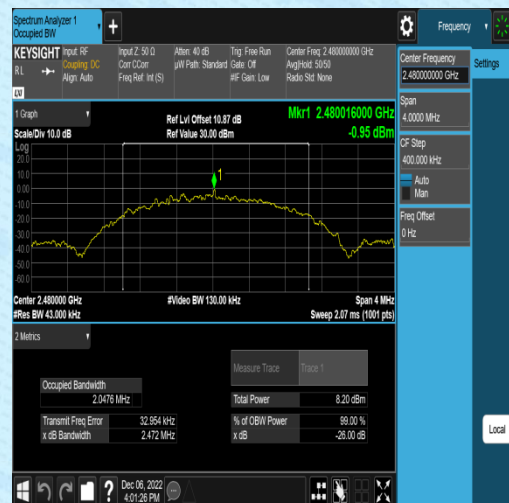 Spectrum Analyzer 1
Occupied BW
+
Frequency
KEYSIGHT
Input: RF
Input Z: 50 Ω
Atten: 40 dB
Trig: Free Run
Center Freq: 2.480000000 GHz
RL
Coupling: DC
Corr CCorr
µW Path: Standard
Gate: Off
Avg|Hold: 50/50
Align: Auto
Freq Ref: Int (S)
#IF Gain: Low
Radio Std: None
LXI
Center Frequency
2.480000000 GHz
Settings
Span
4.0000 MHz
CF Step
400.000 kHz
Auto
Man
Freq Offset
0 Hz
Local
1 Graph
Ref Lvl Offset 10.87 dB
Mkr1 2.480016000 GHz
Scale/Div 10.0 dB
Ref Value 30.00 dBm
-0.95 dBm
Log
20.0
10.0
0.00
1
-10.0
-20.0
-30.0
-40.0
-50.0
-60.0
Center 2.480000 GHz
#Video BW 130.00 kHz
Span 4 MHz
#Res BW 43.000 kHz
Sweep 2.07 ms (1001 pts)
2 Metrics
Measure Trace
Trace 1
Occupied Bandwidth
2.0476 MHz
Total Power
8.20 dBm
Transmit Freq Error
32.954 kHz
% of OBW Power
99.00 %
x dB Bandwidth
2.472 MHz
x dB
-26.00 dB
?
Dec 06, 2022
4:01:26 PM